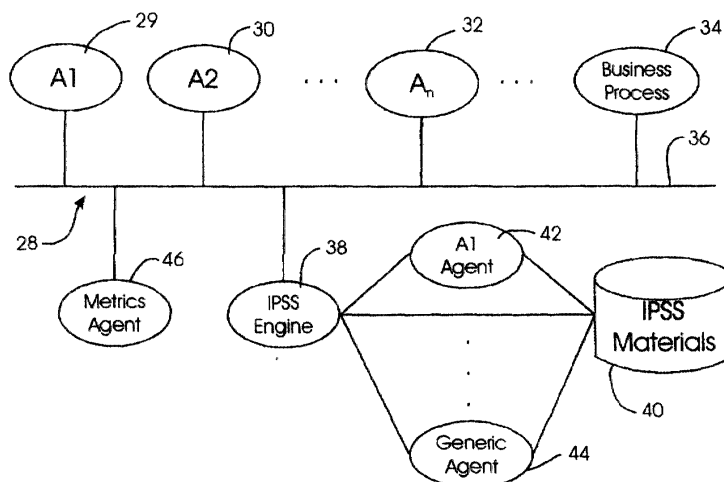 29
30
32
34
A1
A2
. . .
An
. . .
Business
Process
36
28
46
38
A1
Agent
42
Metrics
Agent
IPSS
Engine
IPSS
Materials
40
Generic
Agent
44